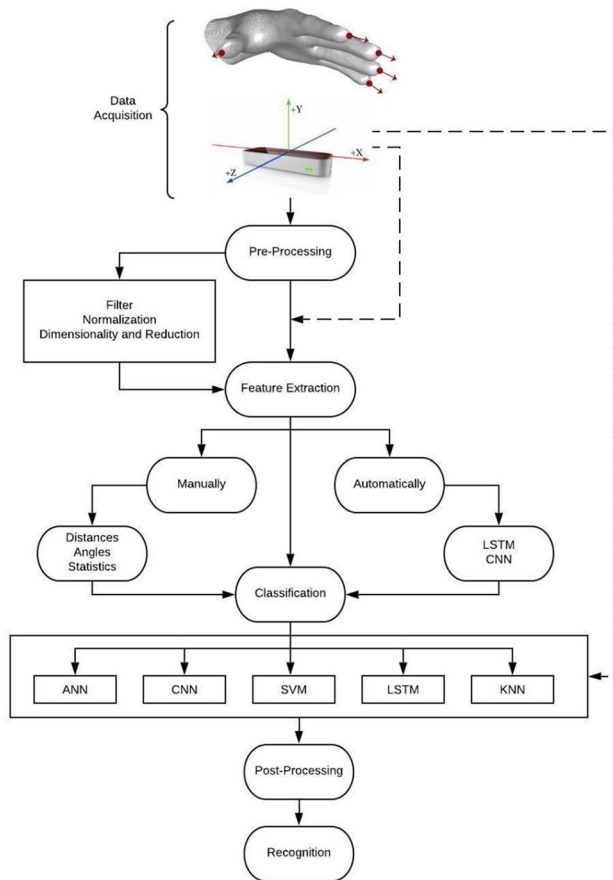 Data
Acquisition
+Y
+X
+Z
Pre-Processing
Filter
Normalization
Dimensionality and Reduction
Feature Extraction
Manually
Automatically
Distances
Angles
Statistics
LSTM
CNN
Classification
ANN
CNN
SVM
LSTM
KNN
Post-Processing
Recognition